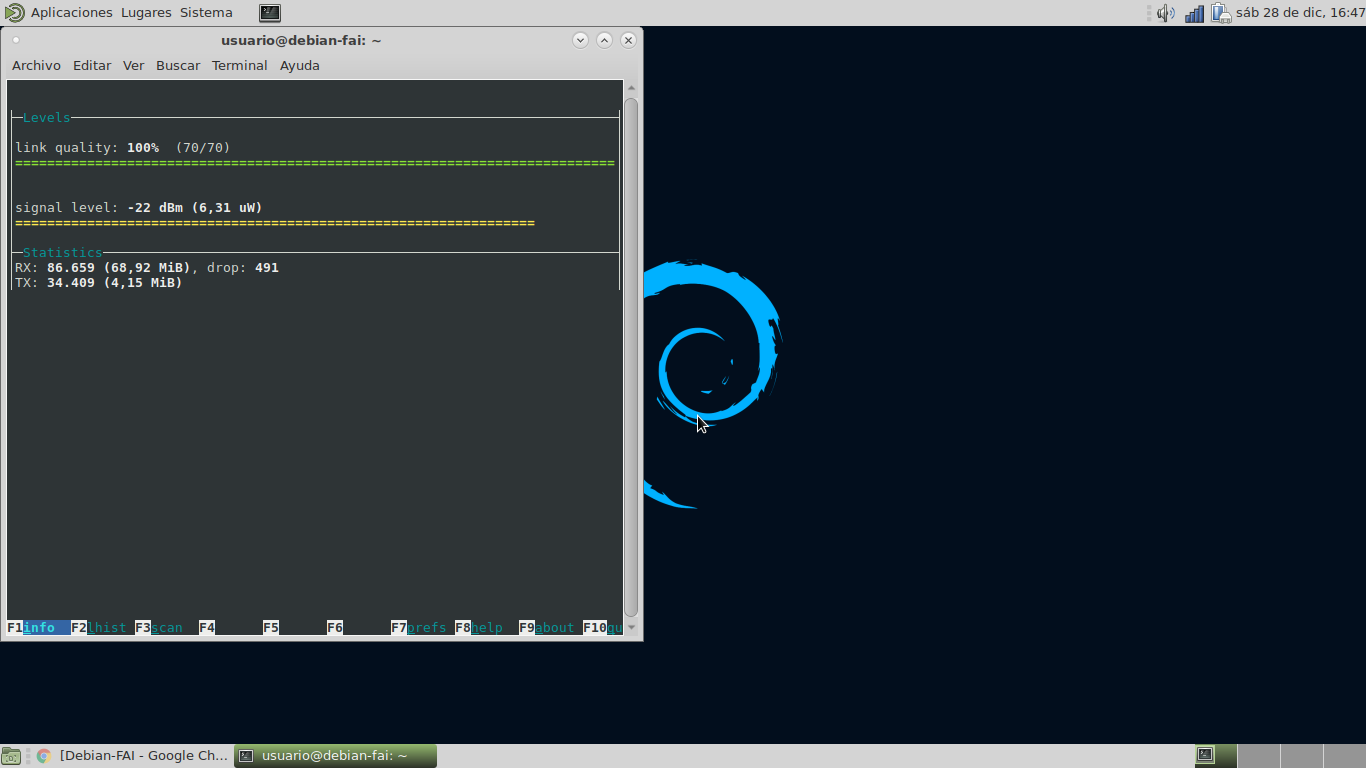 Aplicaciones Lugares Sistema sáb 28 de dic, 16:47
usuario@debian-fai: ~
Archivo Editar Ver Buscar Terminal Ayuda
Levels
link quality: 100% (70/70)
signal level: -22 dBm (6,31 uW)
Statistics
RX: 86.659 (68,92 MiB), drop: 491
TX: 34.409 (4,15 MiB)
F1info F2lhist F3scan F4 F5 F6 F7prefs F8help F9about F10qu
[Debian-FAI - Google Ch... usuario@debian-fai: ~